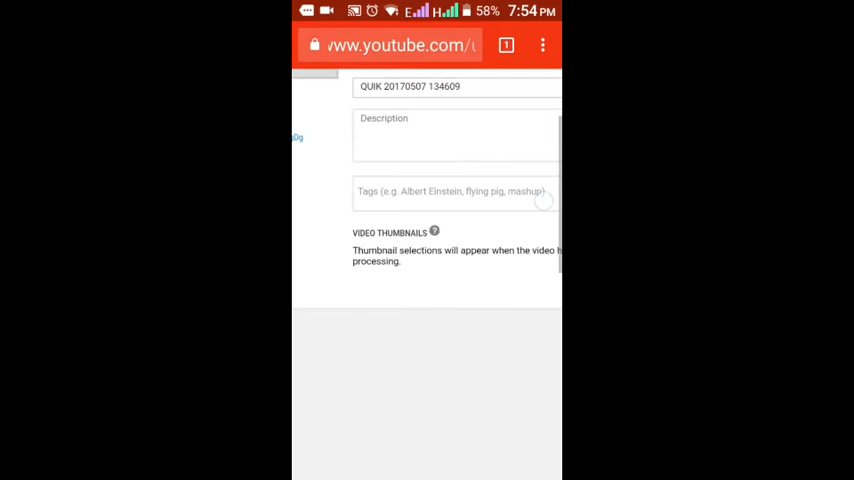 E H 58% 7:54 PM
www.youtube.com/u
1
QUIK 20170507 134609
Description
gDg
Tags (e.g. Albert Einstein, flying pig, mashup)
VIDEO THUMBNAILS ?
Thumbnail selections will appear when the video h
processing.